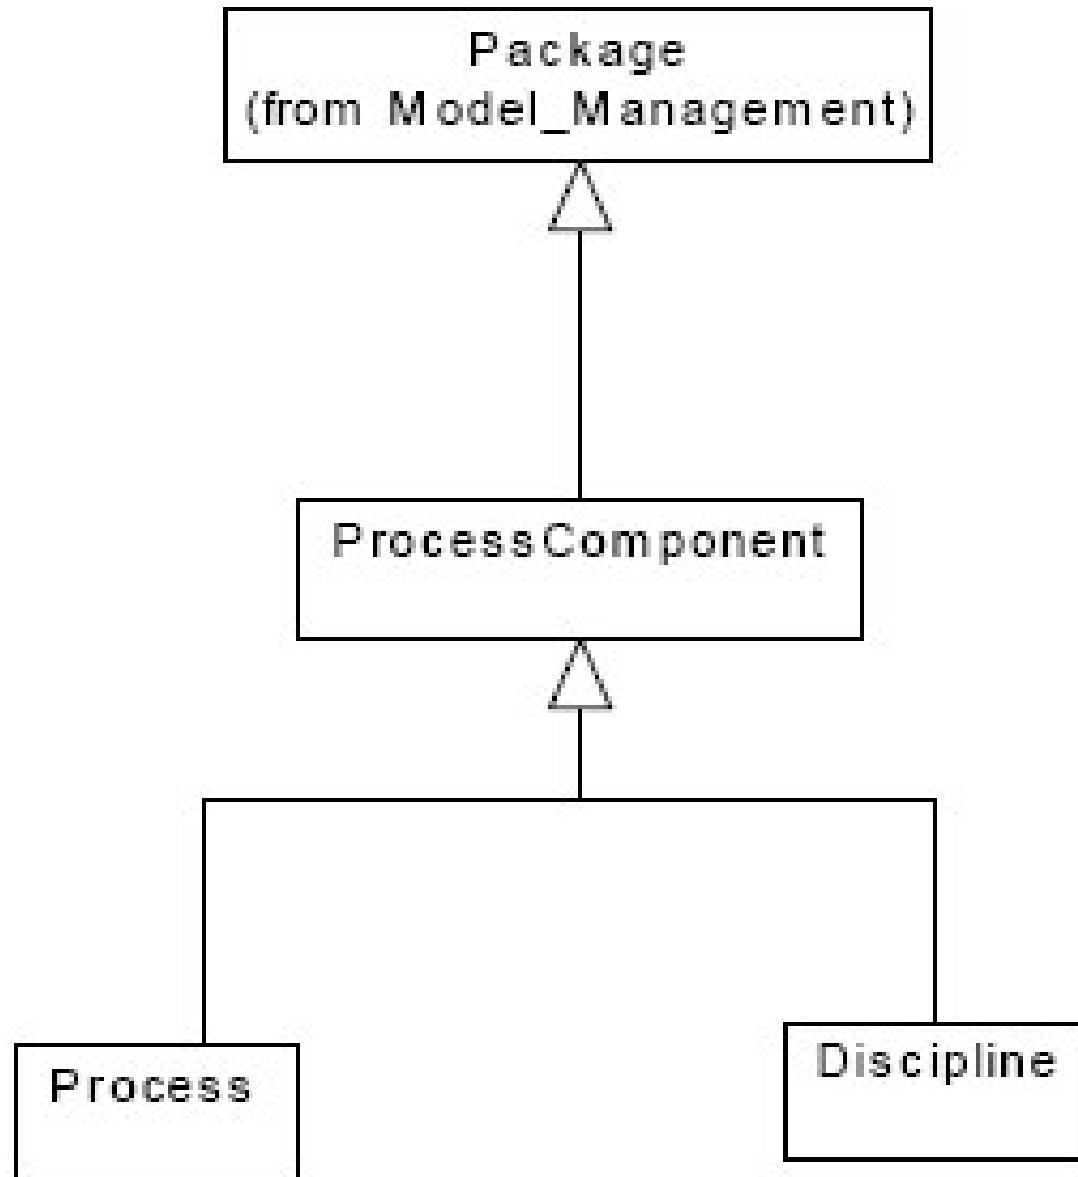 Package
(from Model_Management)
ProcessComponent
Process
Discipline